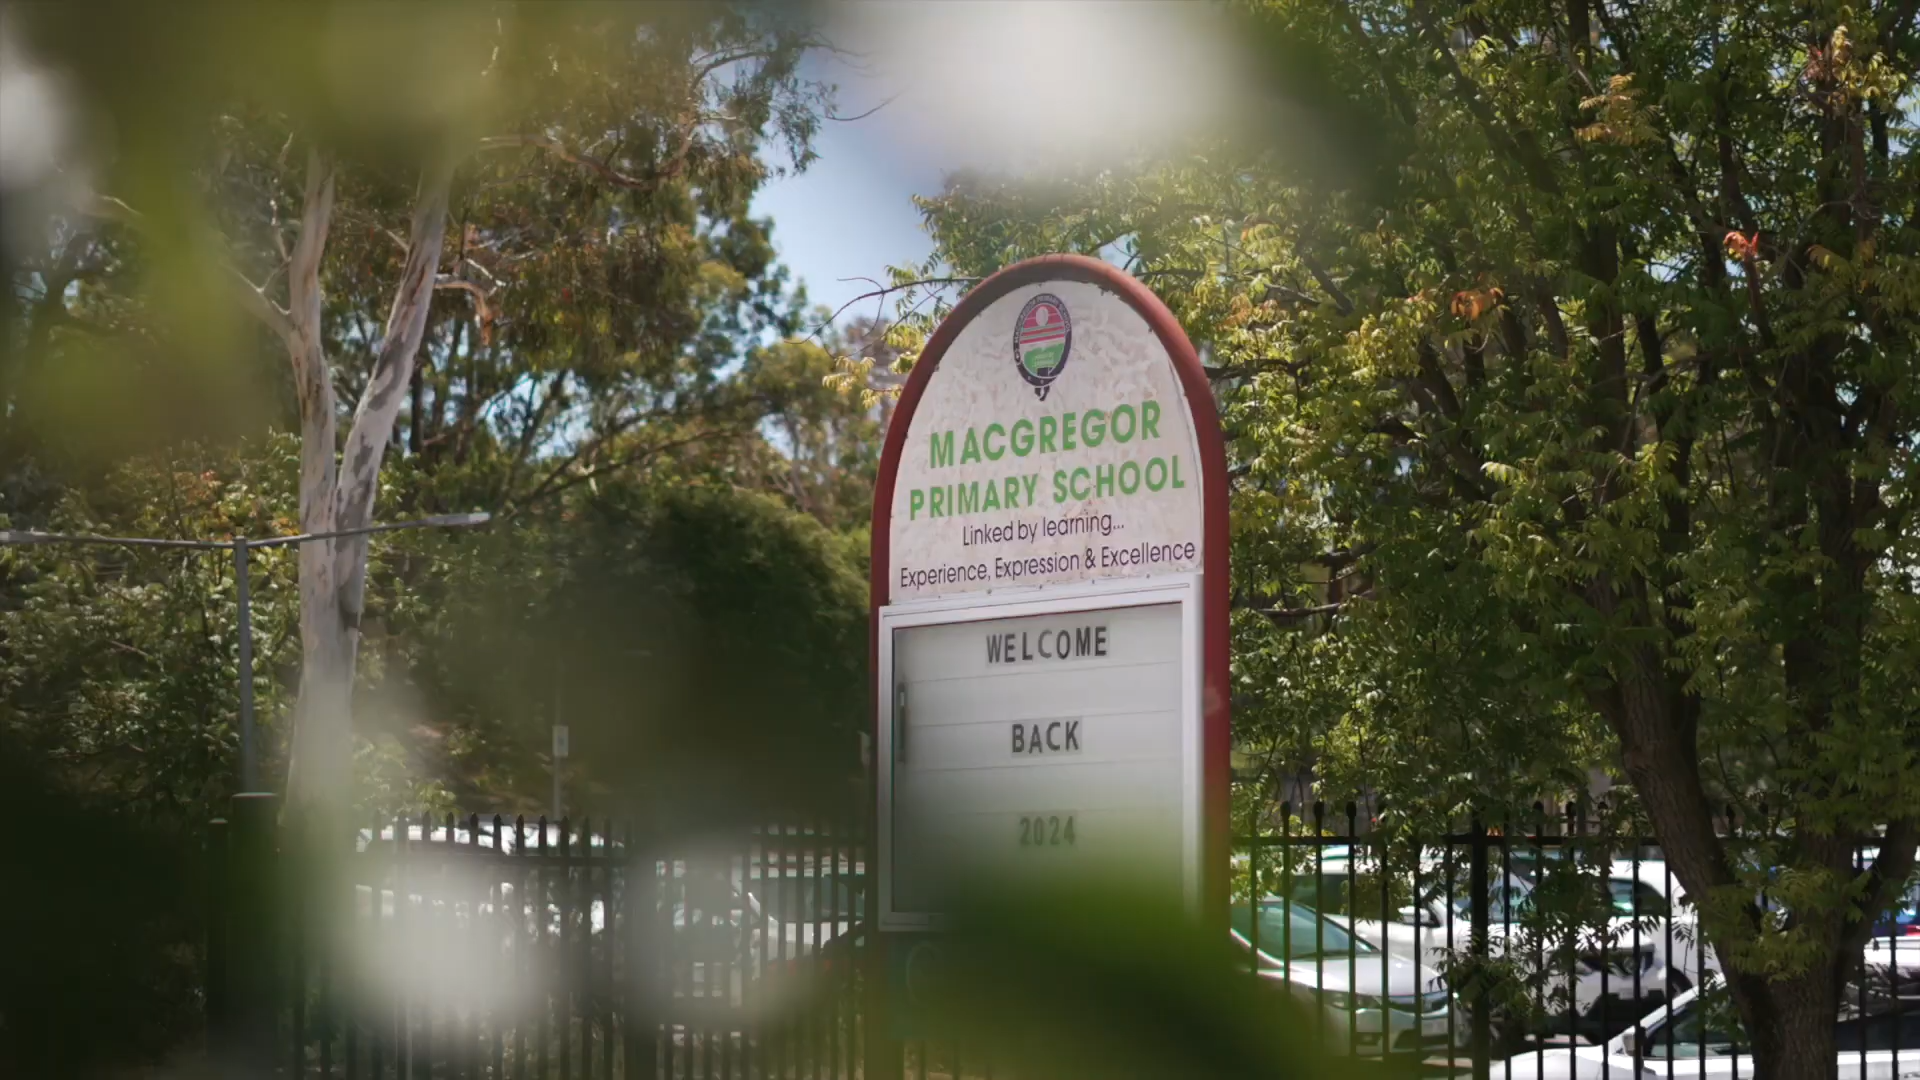 MACGREGOR
PRIMARY SCHOOL
Linked by learning...
Experience, Expression & Excellence
WELCOME
BACK
2024